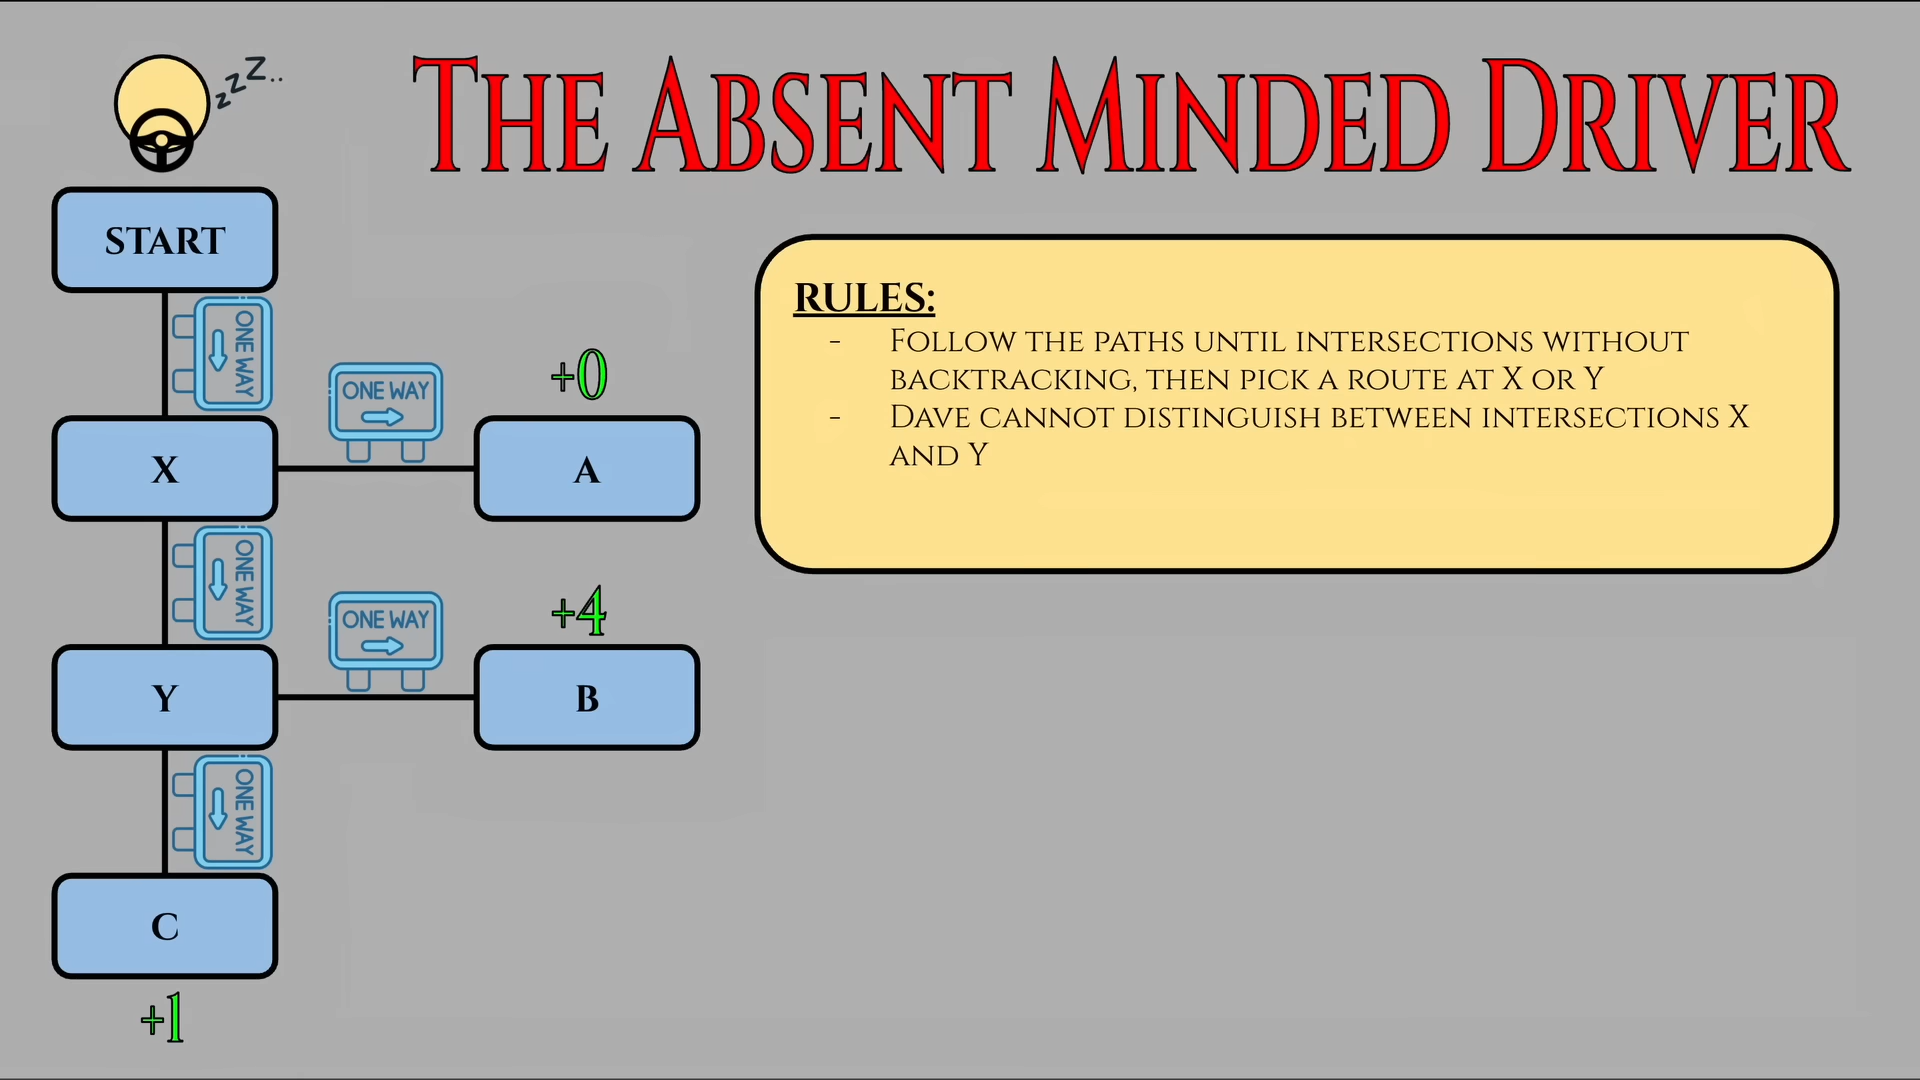 zzZ..
THE ABSENT MINDED DRIVER
START
RULES:
- FOLLOW THE PATHS UNTIL INTERSECTIONS WITHOUT
BACKTRACKING, THEN PICK A ROUTE AT X OR Y
- DAVE CANNOT DISTINGUISH BETWEEN INTERSECTIONS X
AND Y
ONE WAY
ONE WAY
+0
X
A
ONE WAY
ONE WAY
+4
Y
B
ONE WAY
C
+1